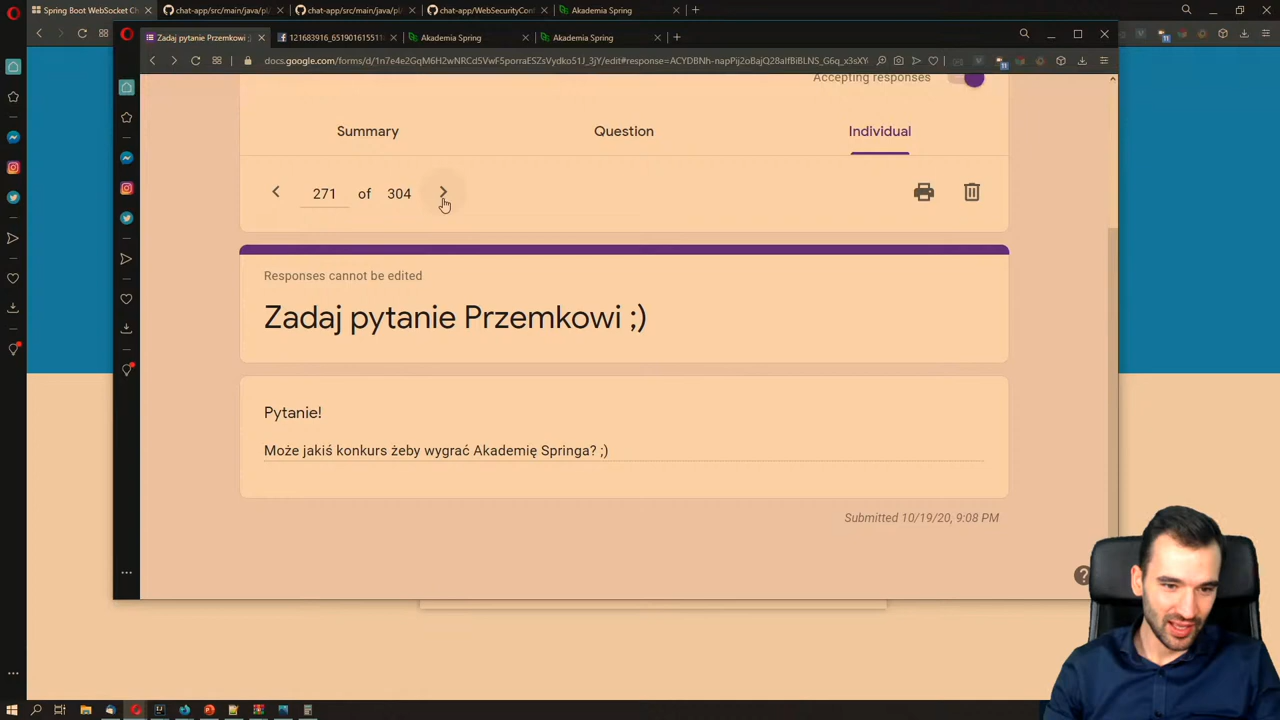 Spring Boot WebSocket Ch
chat-app/src/main/java/pl/
chat-app/src/main/java/pl/
chat-app/WebSecurityConf
Akademia Spring
Zadaj pytanie Przemkowi ;
121683916_651901615511
Akademia Spring
Akademia Spring
Accepting responses
Summary
Question
Individual
271 of 304
Responses cannot be edited
Zadaj pytanie Przemkowi ;)
Pytanie!
Może jakiś konkurs żeby wygrać Akademię Springa? ;)
Submitted 10/19/20, 9:08 PM